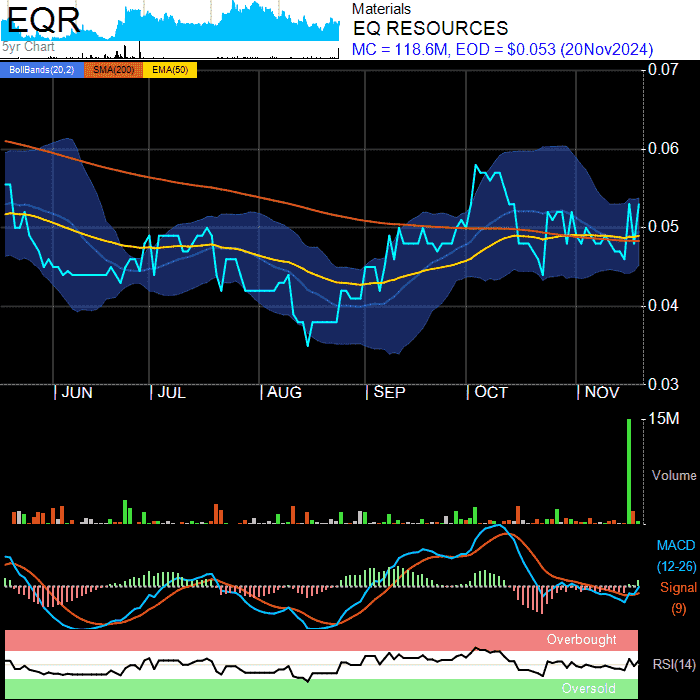 EQR
Materials
EQ RESOURCES
5yr Chart
MC = 118.6M, EOD = $0.053 (20Nov2024)
BollBands(20,2) SMA(200) EMA(50)
0.07
0.06
0.05
0.04
0.03
JUN JUL AUG SEP OCT NOV
15M
Volume
MACD
(12-26)
Signal
(9)
Overbought
RSI(14)
Oversold